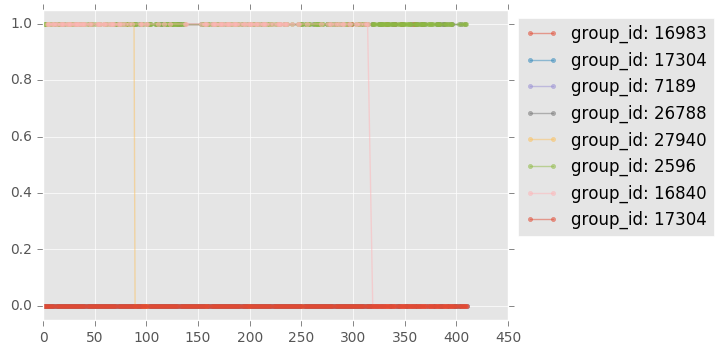 1.0
0.8
0.6
0.4
0.2
0.0
0 50 100 150 200 250 300 350 400 450
group_id: 16983
group_id: 17304
group_id: 7189
group_id: 26788
group_id: 27940
group_id: 2596
group_id: 16840
group_id: 17304